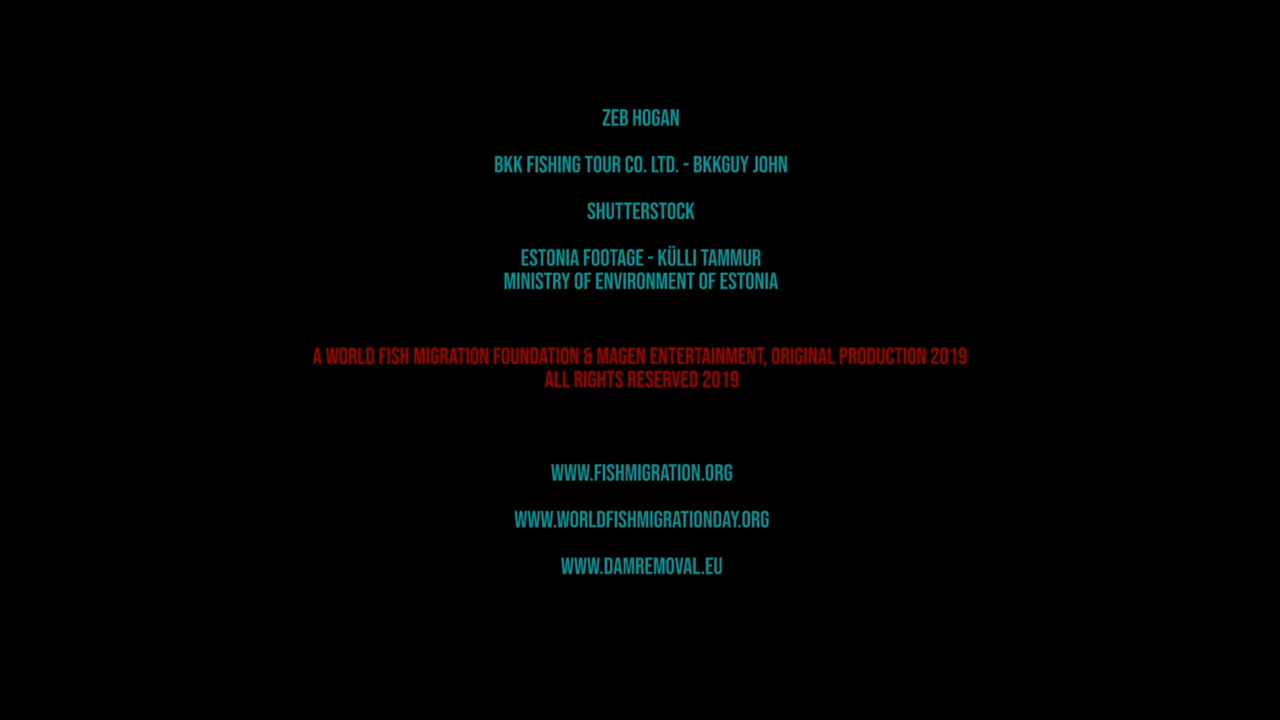 ZEB HOGAN
BKK FISHING TOUR CO. LTD. - BKKGUY JOHN
SHUTTERSTOCK
ESTONIA FOOTAGE - KÜLLI TAMMUR
MINISTRY OF ENVIRONMENT OF ESTONIA
A WORLD FISH MIGRATION FOUNDATION & MAGEN ENTERTAINMENT, ORIGINAL PRODUCTION 2019
ALL RIGHTS RESERVED 2019
WWW.FISHMIGRATION.ORG
WWW.WORLDFISHMIGRATIONDAY.ORG
WWW.DAMREMOVAL.EU